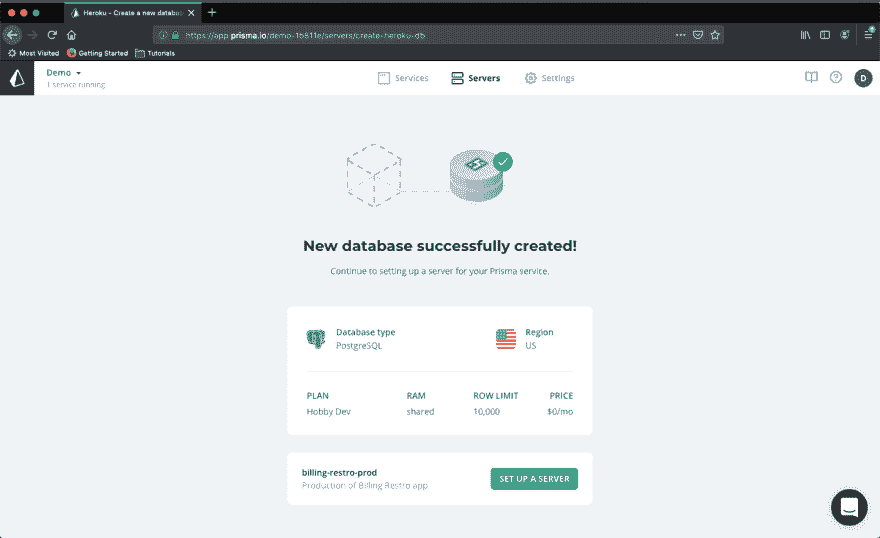 Heroku - Create a new databas
https://app.prisma.io/demo-1b811e/servers/create-heroku-db
Most Visited Getting Started Tutorials
Demo
1 service running
Services Servers Settings
D
New database successfully created!
Continue to setting up a server for your Prisma service.
Database type
PostgreSQL
Region
US
PLAN RAM ROW LIMIT PRICE
Hobby Dev shared 10,000 $0/mo
billing-restro-prod
Production of Billing Restro app
SET UP A SERVER